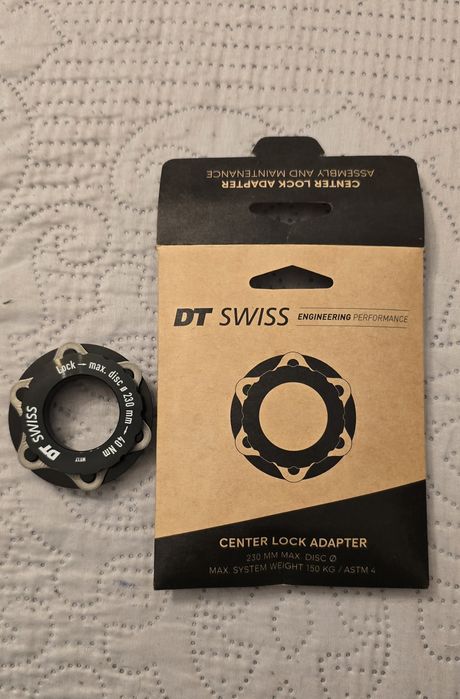 CENTER LOCK ADAPTER
ASSEMBLY AND MAINTENANCE
DT SWISS ENGINEERING PERFORMANCE
Lock → max. disc ø 230 mm – 40 Nm
DT SWISS
CENTER LOCK ADAPTER
230 MM MAX. DISC Ø
MAX. SYSTEM WEIGHT 150 KG / ASTM 4